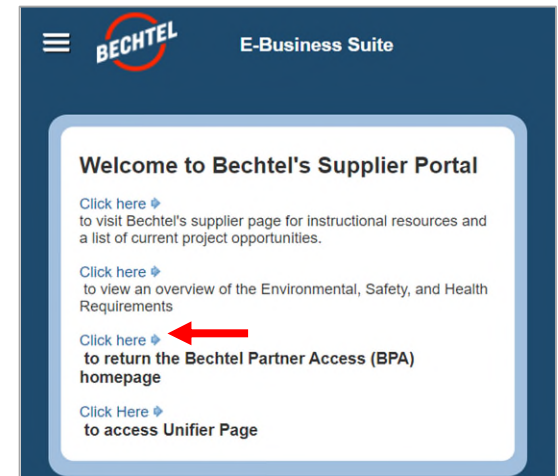 BECHTEL
E-Business Suite
Welcome to Bechtel's Supplier Portal
Click here
to visit Bechtel's supplier page for instructional resources and
a list of current project opportunities.
Click here
to view an overview of the Environmental, Safety, and Health
Requirements
Click here
to return the Bechtel Partner Access (BPA)
homepage
Click Here
to access Unifier Page